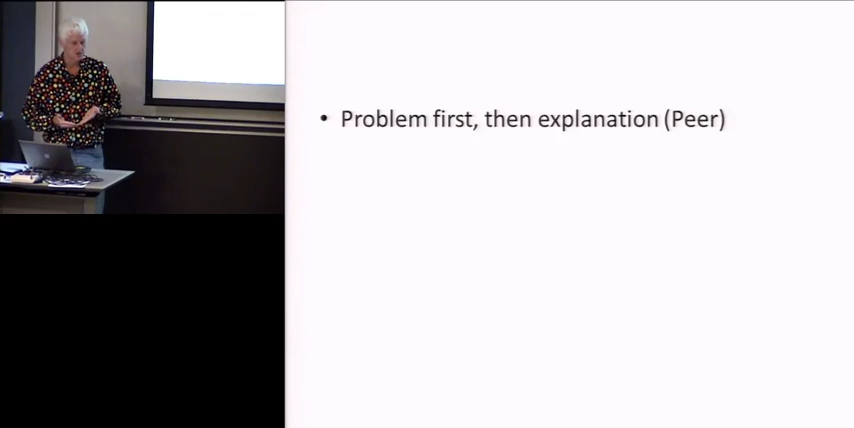 • Problem first, then explanation (Peer)